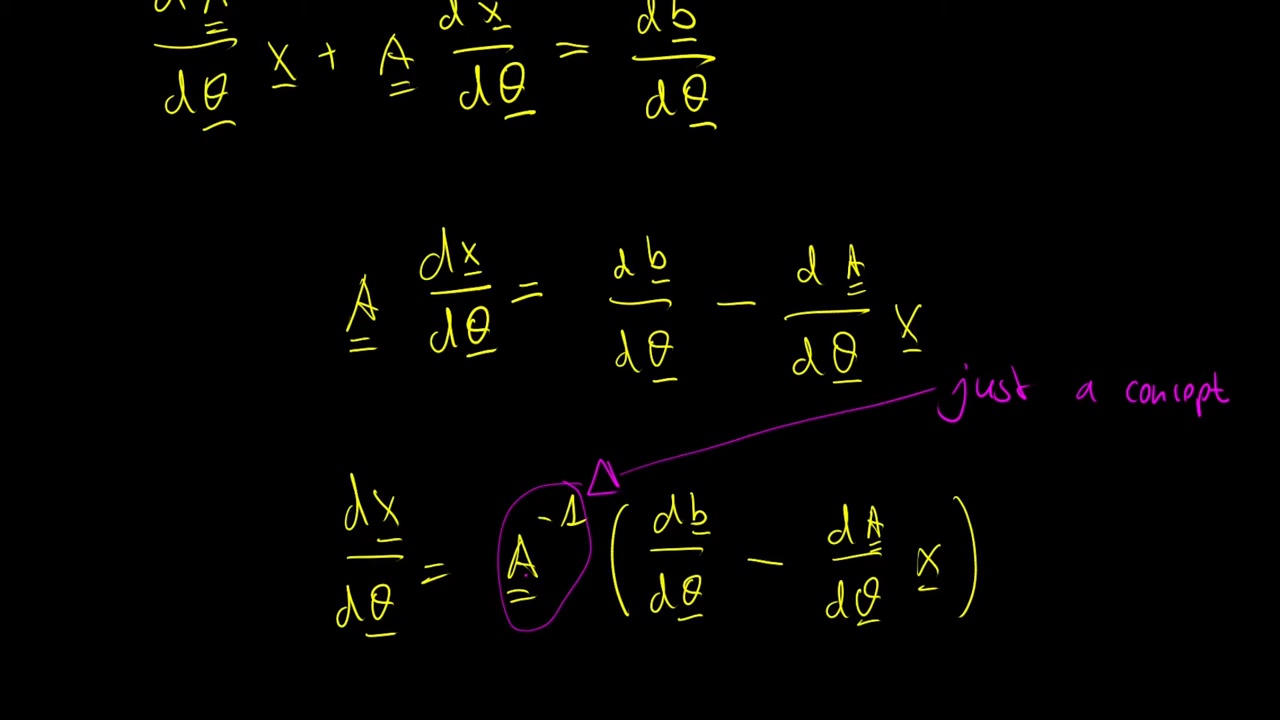 dA/dθ x + A dx/dθ = db/dθ
A dx/dθ = db/dθ - dA/dθ x
just a concept
dx/dθ = A^-1 (db/dθ - dA/dθ x)